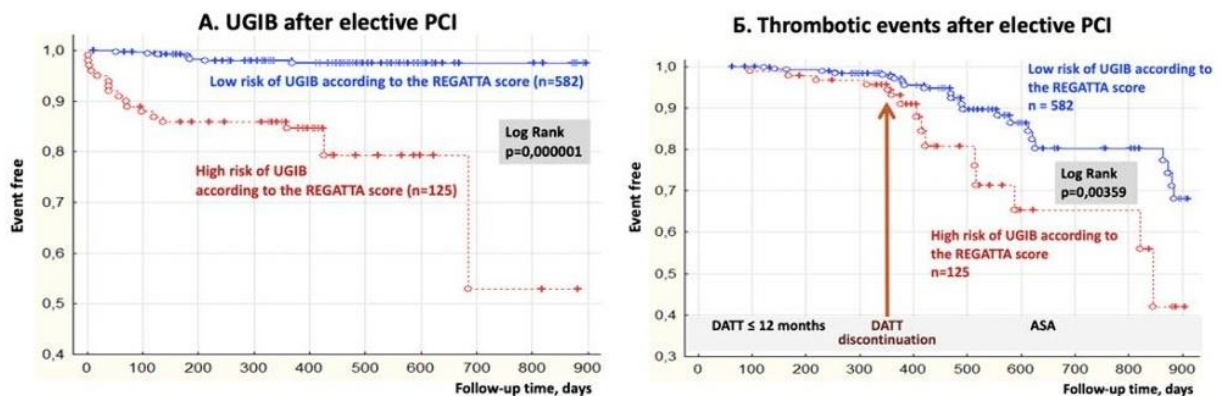 А. UGIB after elective PCI
1,0
0,9
0,8
0,7
0,6
0,5
0,4
Event free
Low risk of UGIB according to the REGATTA score (n=582)
Log Rank
p=0,000001
High risk of UGIB
according to the REGATTA score (n=125)
0 100 200 300 400 500 600 700 800 900
Follow-up time, days
Б. Thrombotic events after elective PCI
1,0
0,9
0,8
0,7
0,6
0,5
0,4
0,3
Event free
Low risk of UGIB according to
the REGATTA score
n = 582
Log Rank
p=0,00359
High risk of UGIB according to
the REGATTA score
n=125
DATT ≤ 12 months
DATT
discontinuation
ASA
0 100 200 300 400 500 600 700 800 900
Follow-up time, days